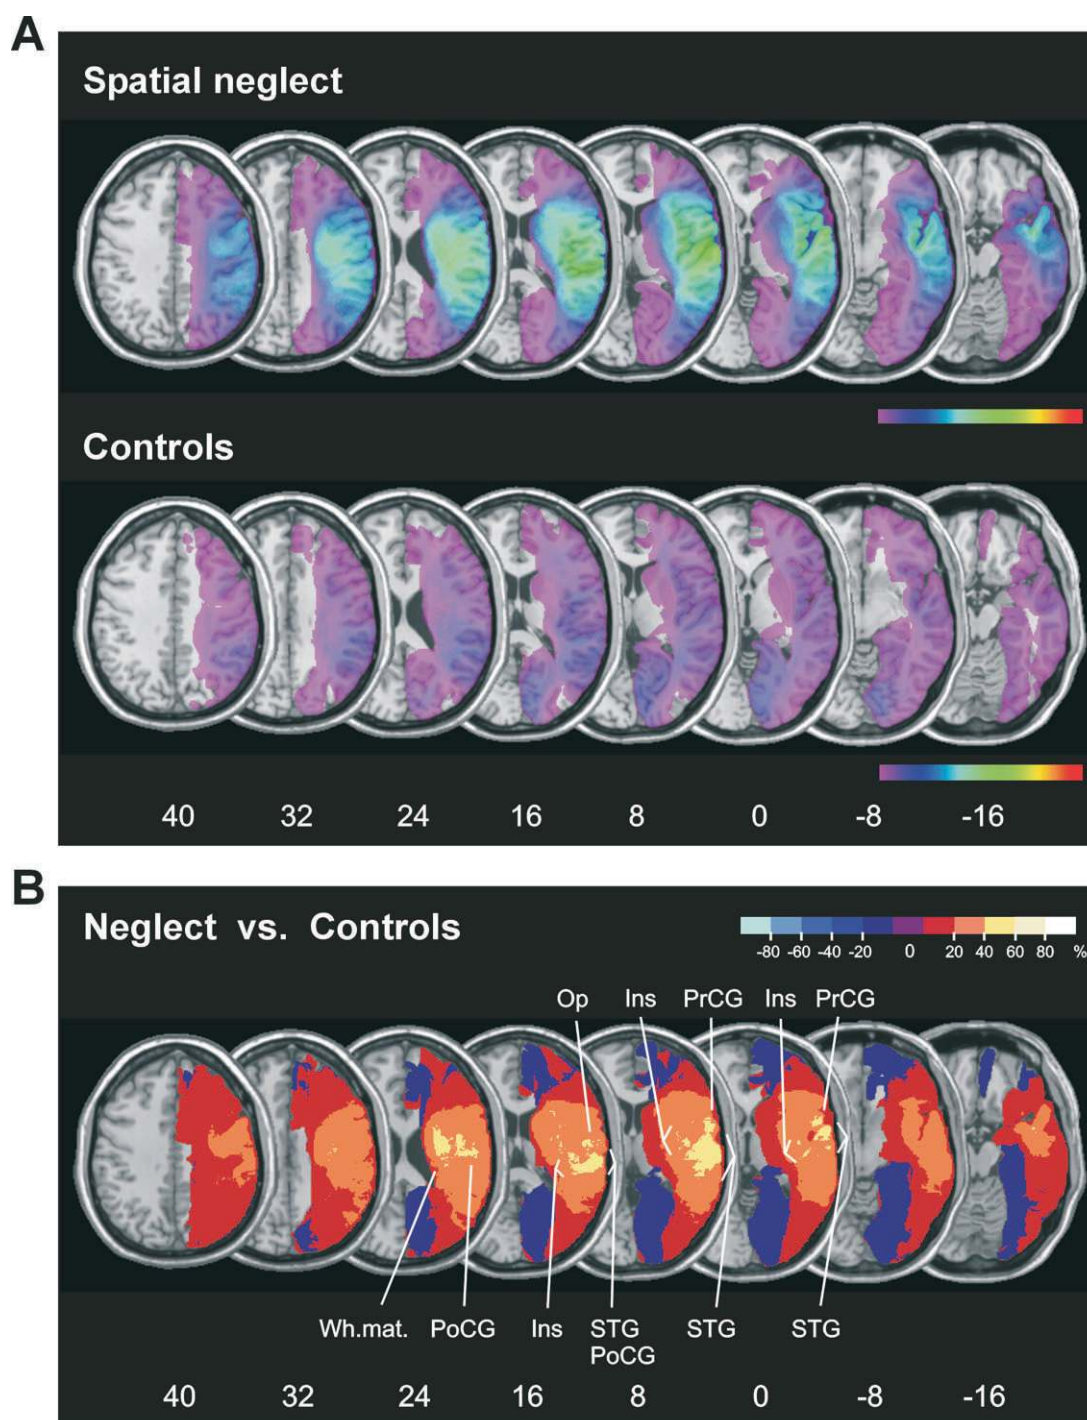 A
Spatial neglect
Controls
40 32 24 16 8 0 -8 -16
B
Neglect vs. Controls
-80 -60 -40 -20 0 20 40 60 80 %
Op Ins PrCG Ins PrCG
Wh.mat. PoCG Ins STG STG STG
PoCG
40 32 24 16 8 0 -8 -16